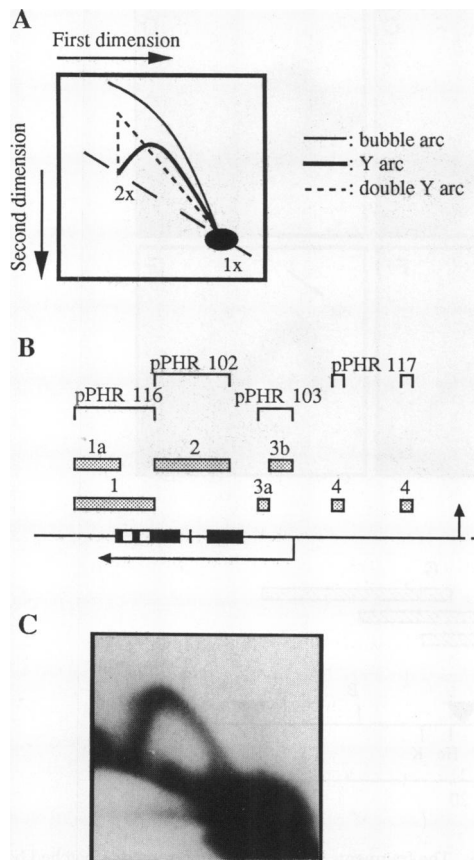 A
First dimension
Second dimension
: bubble arc
: Y arc
: double Y arc
2x
1x
B
pPHR 102
pPHR 117
pPHR 116
pPHR 103
1a
2
3b
1
3a
4
4
C